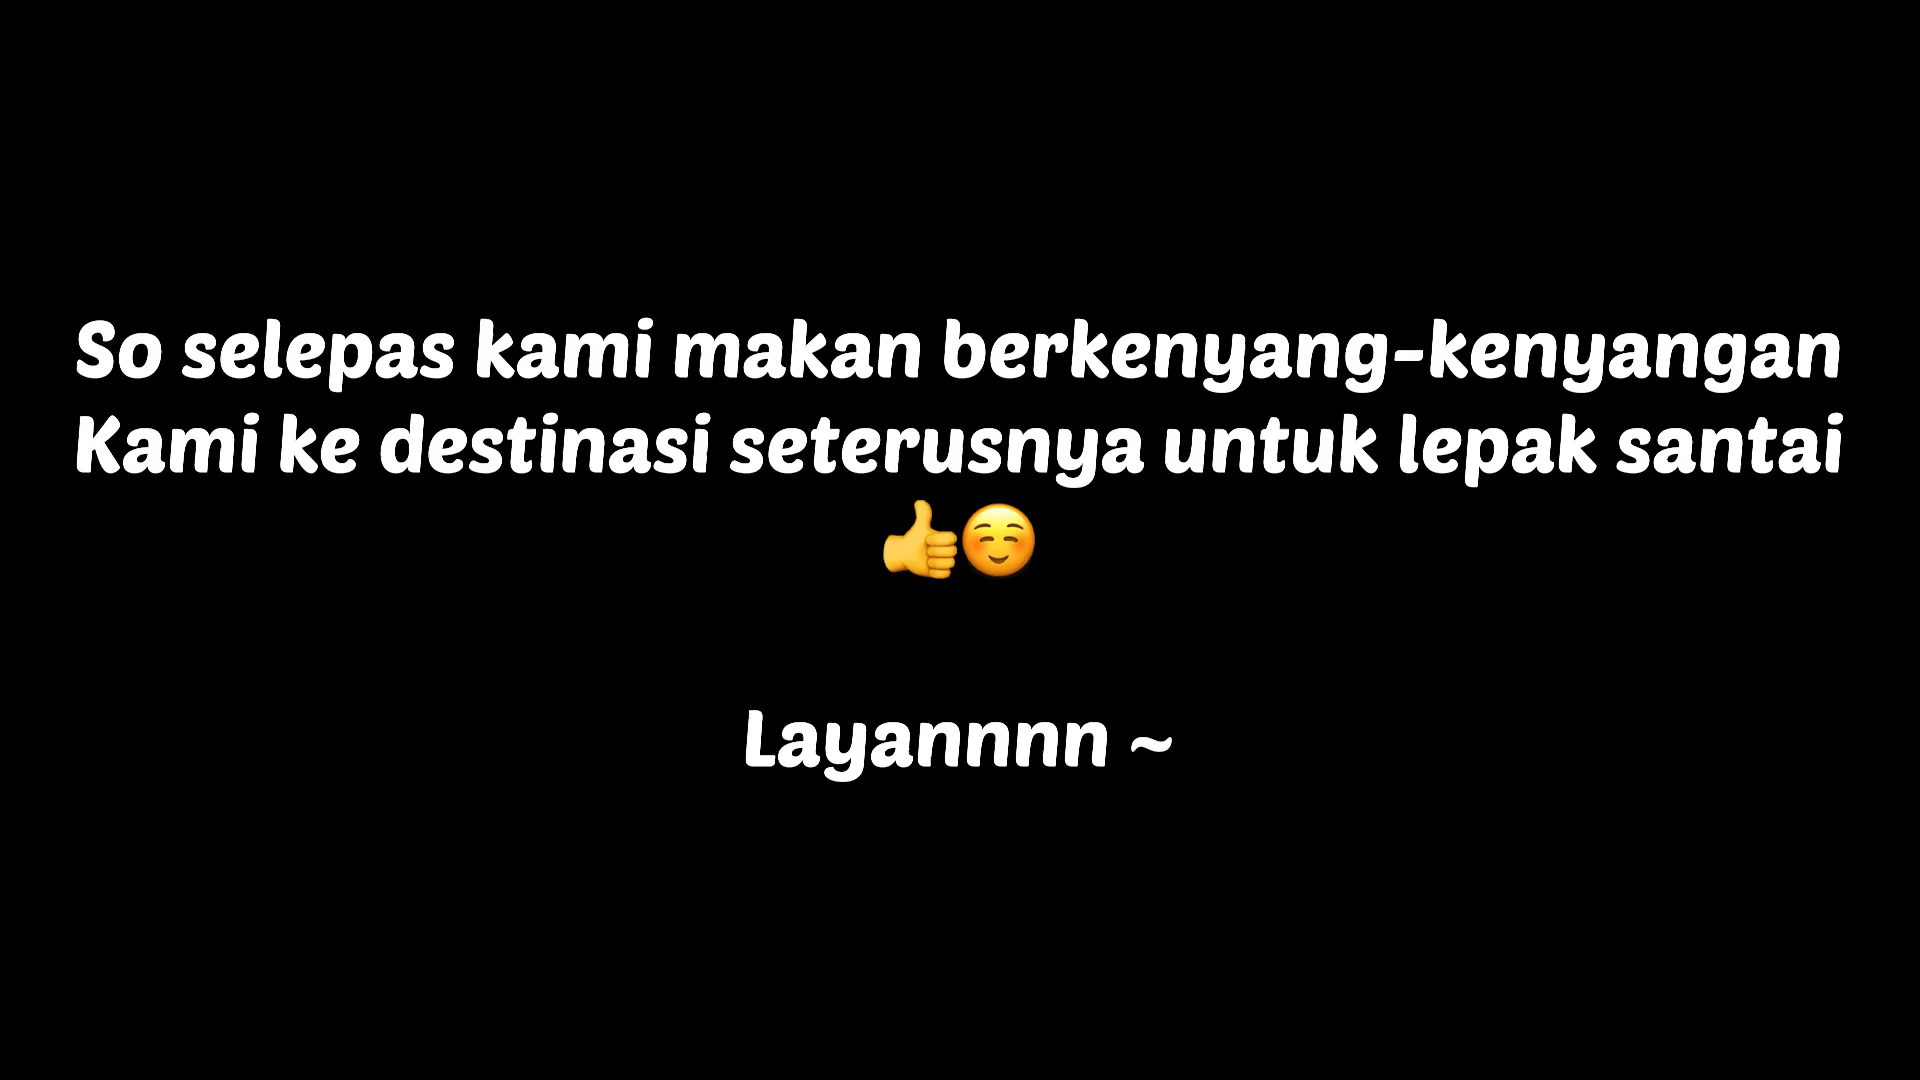 So selepas kami makan berkenyang-kenyangan
Kami ke destinasi seterusnya untuk lepak santai
👍☺️
Layannnn ~